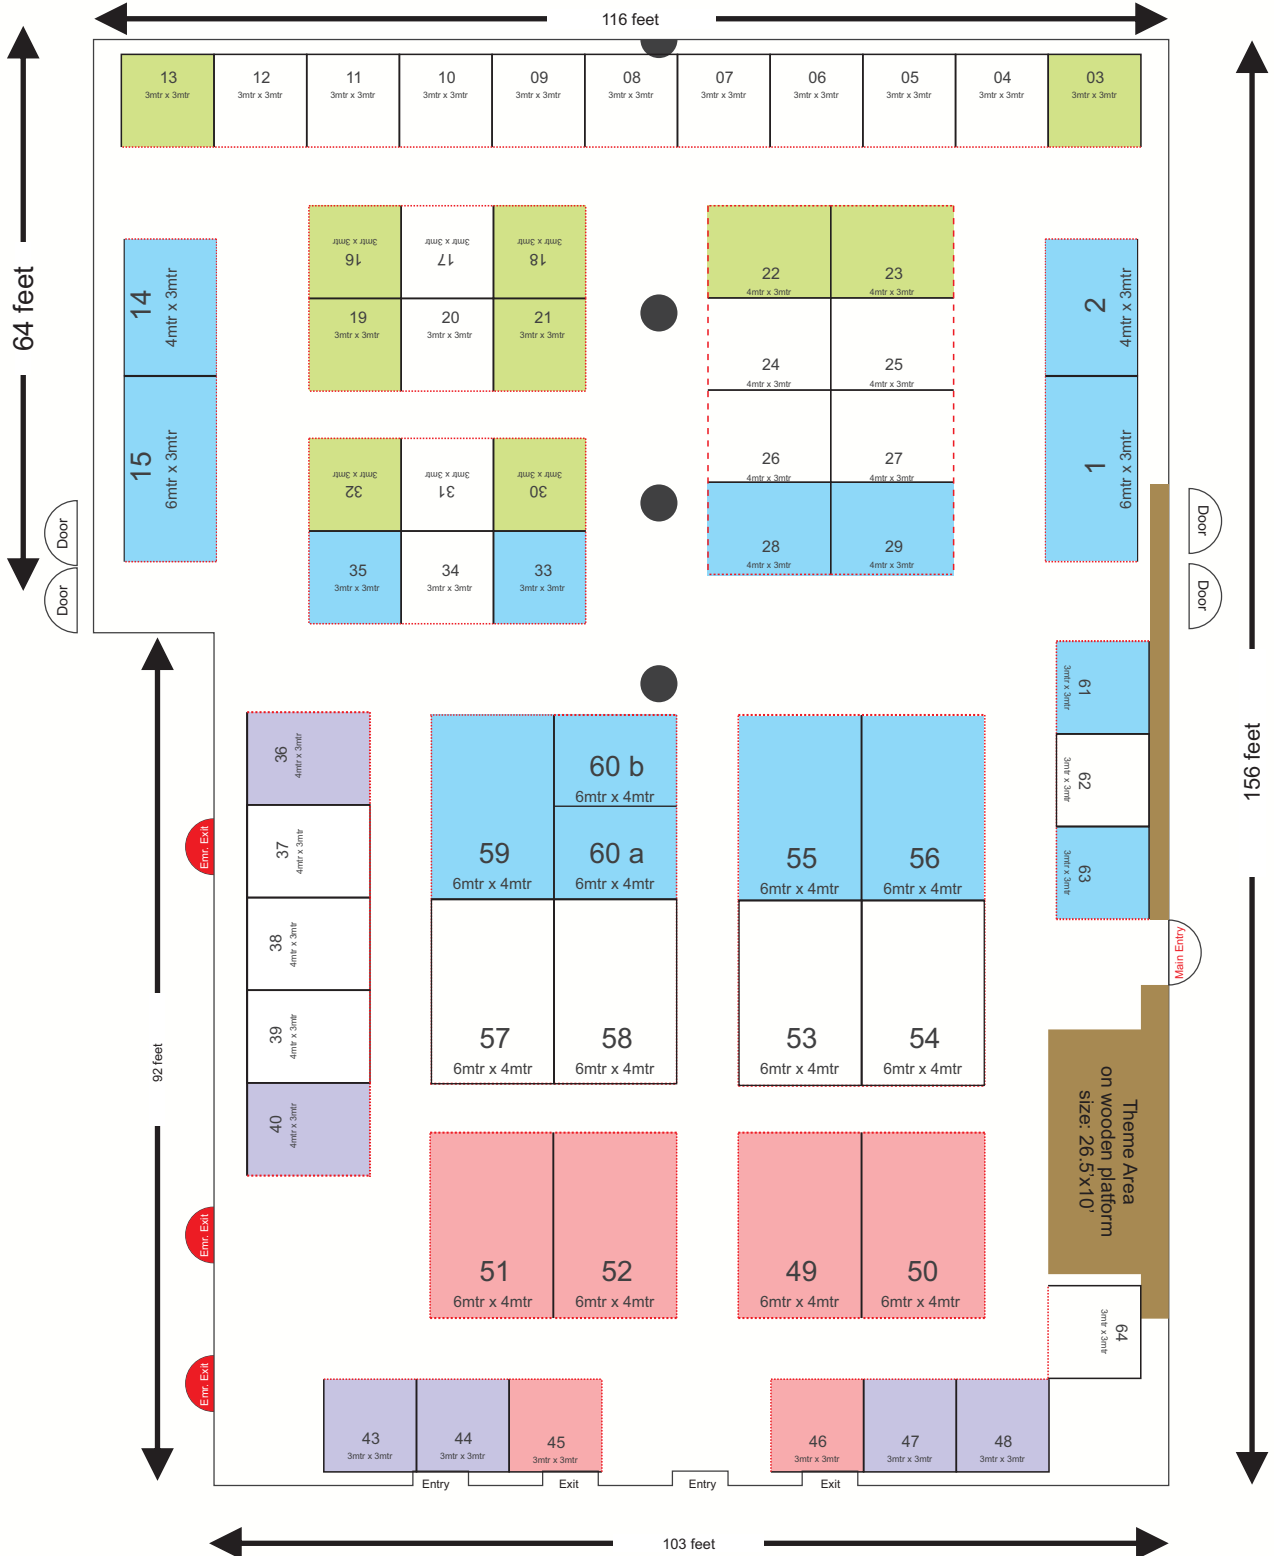 116 feet
13
3mtr x 3mtr
12
3mtr x 3mtr
11
3mtr x 3mtr
10
3mtr x 3mtr
09
3mtr x 3mtr
08
3mtr x 3mtr
07
3mtr x 3mtr
06
3mtr x 3mtr
05
3mtr x 3mtr
04
3mtr x 3mtr
03
3mtr x 3mtr
64 feet
14
4mtr x 3mtr
15
6mtr x 3mtr
16
3mtr x 3mtr
17
3mtr x 3mtr
18
3mtr x 3mtr
19
3mtr x 3mtr
20
3mtr x 3mtr
21
3mtr x 3mtr
22
4mtr x 3mtr
23
4mtr x 3mtr
24
4mtr x 3mtr
25
4mtr x 3mtr
26
4mtr x 3mtr
27
4mtr x 3mtr
28
4mtr x 3mtr
29
4mtr x 3mtr
2
4mtr x 3mtr
1
6mtr x 3mtr
32
3mtr x 3mtr
31
3mtr x 3mtr
30
3mtr x 3mtr
35
3mtr x 3mtr
34
3mtr x 3mtr
33
3mtr x 3mtr
Door
Door
Door
Door
156 feet
61
3mtr x 3mtr
62
3mtr x 3mtr
63
3mtr x 3mtr
Main Entry
36
4mtr x 3mtr
37
4mtr x 3mtr
38
4mtr x 3mtr
39
4mtr x 3mtr
40
4mtr x 3mtr
Emr. Exit
Emr. Exit
Emr. Exit
92 feet
60 b
6mtr x 4mtr
59
6mtr x 4mtr
60 a
6mtr x 4mtr
55
6mtr x 4mtr
56
6mtr x 4mtr
57
6mtr x 4mtr
58
6mtr x 4mtr
53
6mtr x 4mtr
54
6mtr x 4mtr
Theme Area
on wooden platform
size: 26.5'x10'
51
6mtr x 4mtr
52
6mtr x 4mtr
49
6mtr x 4mtr
50
6mtr x 4mtr
64
3mtr x 3mtr
43
3mtr x 3mtr
44
3mtr x 3mtr
45
3mtr x 3mtr
46
3mtr x 3mtr
47
3mtr x 3mtr
48
3mtr x 3mtr
Entry
Exit
Entry
Exit
103 feet